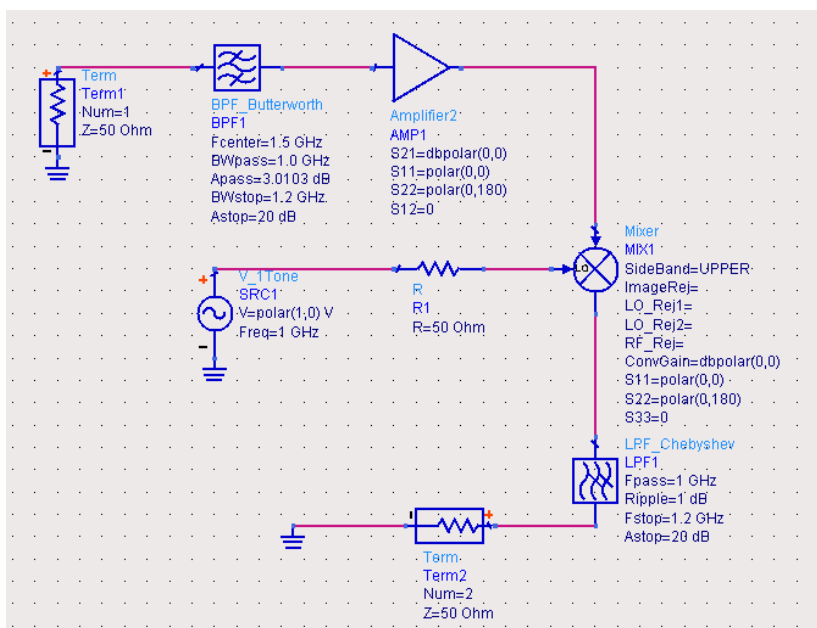 Term
Term1
Num=1
Z=50 Ohm
BPF_Butterworth
BPF1
Fcenter=1.5 GHz
BWpass=1.0 GHz
Apass=3.0103 dB
BWstop=1.2 GHz
Astop=20 dB
Amplifier2
AMP1
S21=dbpolar(0,0)
S11=polar(0,0)
S22=polar(0,180)
S12=0
V_1Tone
SRC1
V=polar(1,0) V
Freq=1 GHz
R
R1
R=50 Ohm
LO
Mixer
MIX1
SideBand=UPPER
ImageRej=
LO_Rej1=
LO_Rej2=
RF_Rej=
ConvGain=dbpolar(0,0)
S11=polar(0,0)
S22=polar(0,180)
S33=0
LPF_Chebyshev
LPF1
Fpass=1 GHz
Ripple=1 dB
Fstop=1.2 GHz
Astop=20 dB
Term
Term2
Num=2
Z=50 Ohm